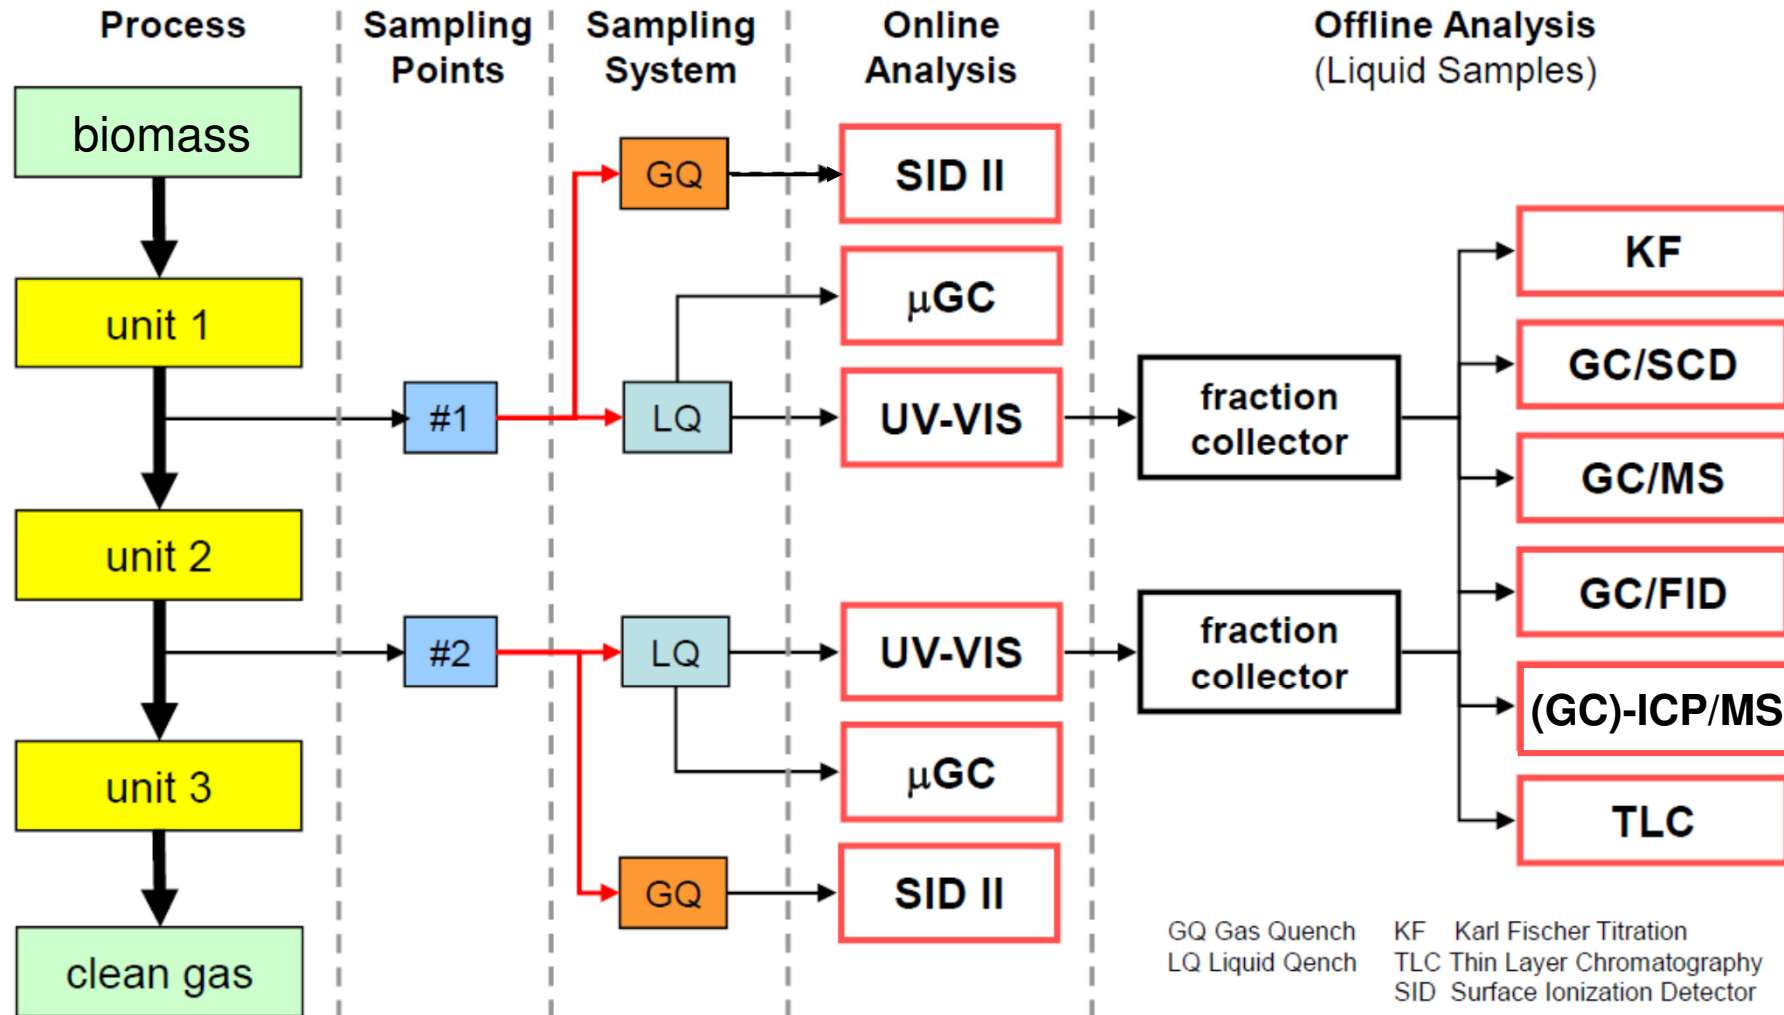 Process
Sampling
Points
Sampling
System
Online
Analysis
Offline Analysis
(Liquid Samples)
biomass
unit 1
unit 2
unit 3
clean gas
#1
#2
GQ
LQ
LQ
GQ
SID II
µGC
UV-VIS
UV-VIS
µGC
SID II
fraction
collector
fraction
collector
KF
GC/SCD
GC/MS
GC/FID
(GC)-ICP/MS
TLC
GQ Gas Quench
LQ Liquid Qench
KF Karl Fischer Titration
TLC Thin Layer Chromatography
SID Surface Ionization Detector